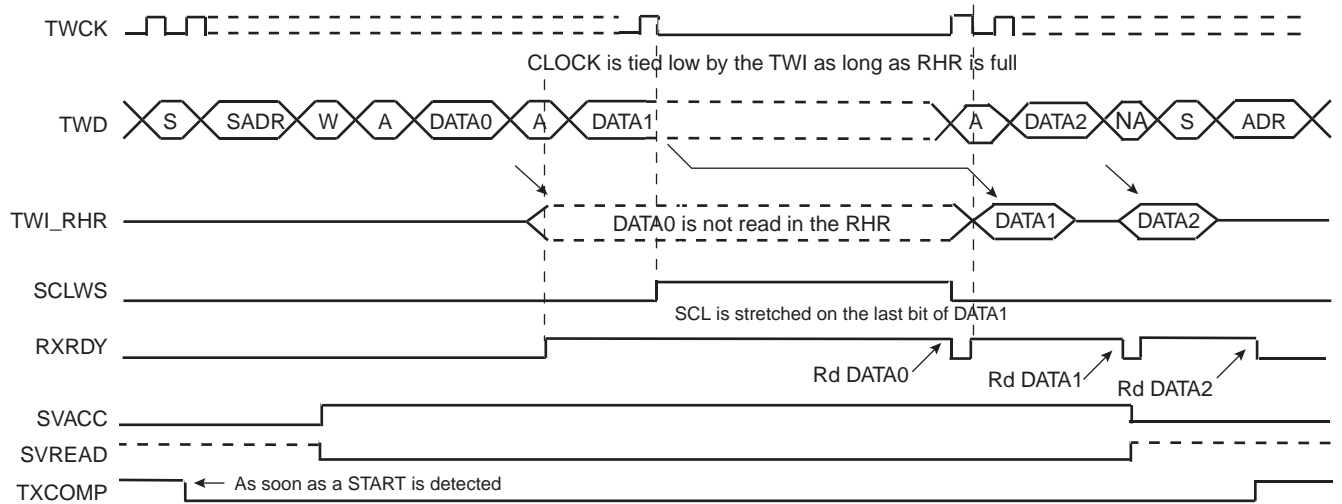 TWCK
CLOCK is tied low by the TWI as long as RHR is full
TWD S SADR W A DATA0 A DATA1 A DATA2 NA S ADR
TWI_RHR DATA0 is not read in the RHR DATA1 DATA2
SCLWS
SCL is stretched on the last bit of DATA1
RXRDY
Rd DATA0 Rd DATA1 Rd DATA2
SVACC
SVREAD
TXCOMP As soon as a START is detected